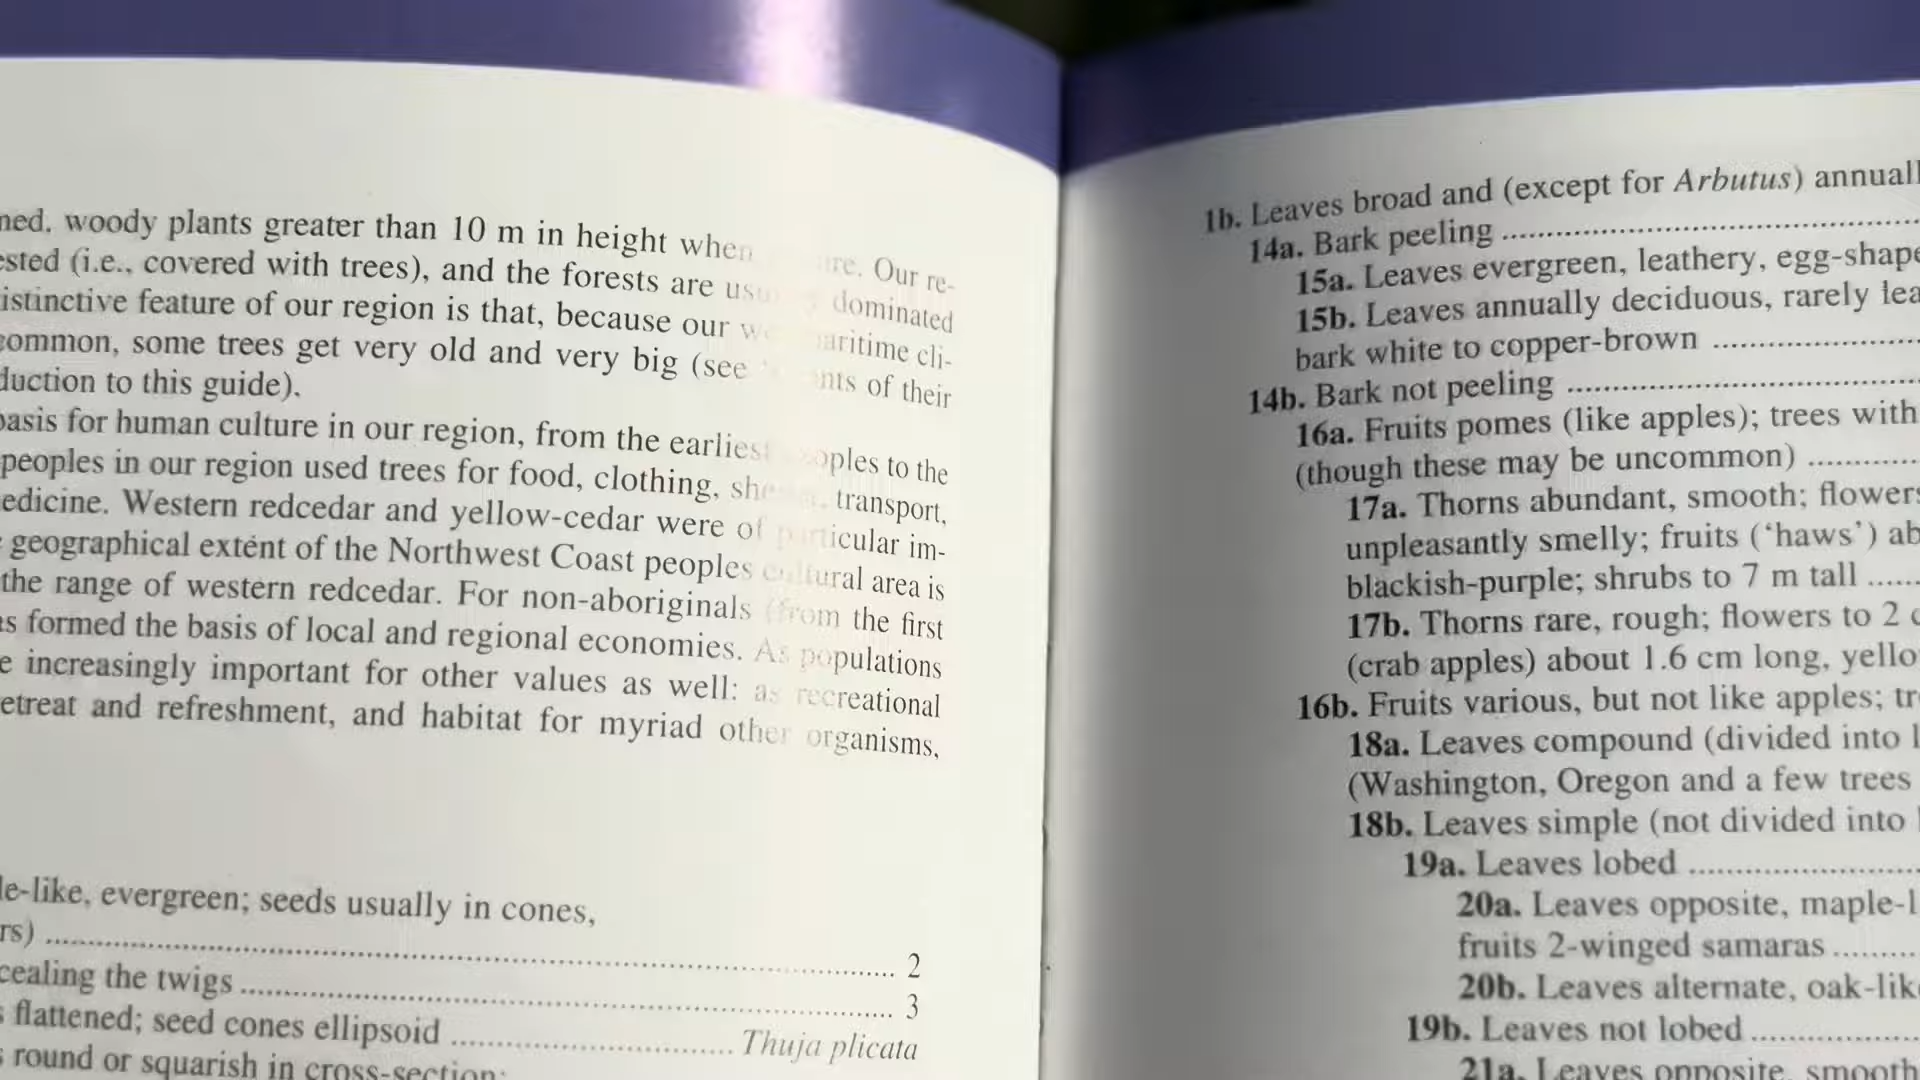 ned, woody plants greater than 10 m in height when Our re-
ested (i.e., covered with trees), and the forests are dominated
istinctive feature of our region is that, because our maritime cli-
common, some trees get very old and very big (see of their
duction to this guide).
basis for human culture in our region, from the earliest peoples to the
peoples in our region used trees for food, clothing, transport,
edicine. Western redcedar and yellow-cedar were of particular im-
geographical extent of the Northwest Coast peoples cultural area is
the range of western redcedar. For non-aboriginals (from the first
as formed the basis of local and regional economies. As populations
e increasingly important for other values as well: as recreational
etreat and refreshment, and habitat for myriad other organisms,
le-like, evergreen; seeds usually in cones,
rs) .......... 2
cealing the twigs .......... 3
s flattened; seed cones ellipsoid .......... Thuja plicata
s round or squarish in cross-section;
1b. Leaves broad and (except for Arbutus) annuall
14a. Bark peeling ..........
15a. Leaves evergreen, leathery, egg-shape
15b. Leaves annually deciduous, rarely lea
bark white to copper-brown ..........
14b. Bark not peeling ..........
16a. Fruits pomes (like apples); trees with
(though these may be uncommon) ..........
17a. Thorns abundant, smooth; flowers
unpleasantly smelly; fruits (‘haws’) ab
blackish-purple; shrubs to 7 m tall ......
17b. Thorns rare, rough; flowers to 2 c
(crab apples) about 1.6 cm long, yello
16b. Fruits various, but not like apples; tr
18a. Leaves compound (divided into l
(Washington, Oregon and a few trees
18b. Leaves simple (not divided into
19a. Leaves lobed ..........
20a. Leaves opposite, maple-l
fruits 2-winged samaras ..........
20b. Leaves alternate, oak-like
19b. Leaves not lobed ..........
21a. Leaves opposite, smooth